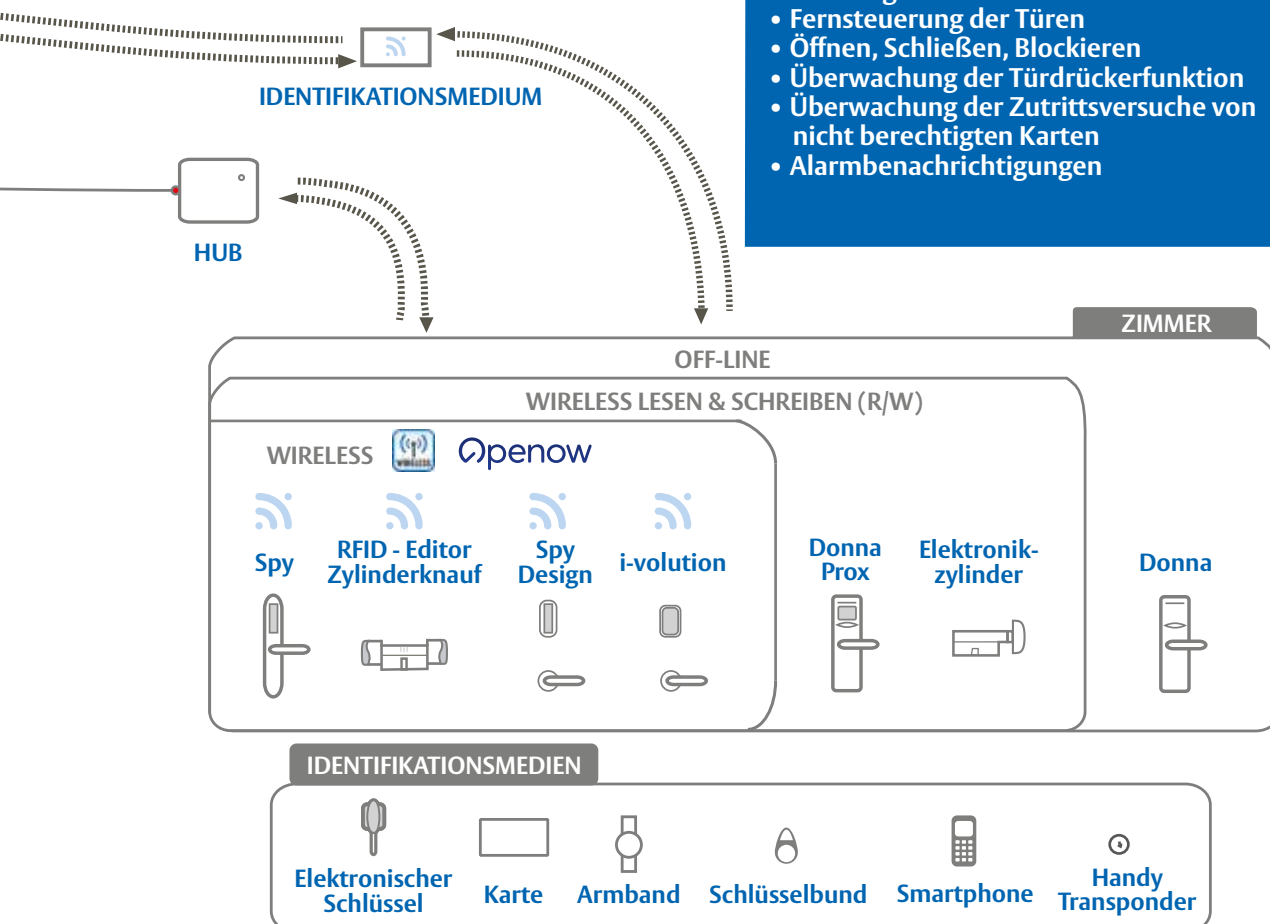 • Fernsteuerung der Türen
• Öffnen, Schließen, Blockieren
• Überwachung der Türdrückerfunktion
• Überwachung der Zutrittsversuche von
nicht berechtigten Karten
• Alarmbenachrichtigungen
IDENTIFIKATIONSMEDIUM
HUB
ZIMMER
OFF-LINE
WIRELESS LESEN & SCHREIBEN (R/W)
WIRELESS
WIRELESS
Openow
Spy
RFID - Editor
Zylinderknauf
Spy
Design
i-volution
Donna
Prox
Elektronik-
zylinder
Donna
IDENTIFIKATIONSMEDIEN
Elektronischer
Schlüssel
Karte
Armband
Schlüsselbund
Smartphone
Handy
Transponder